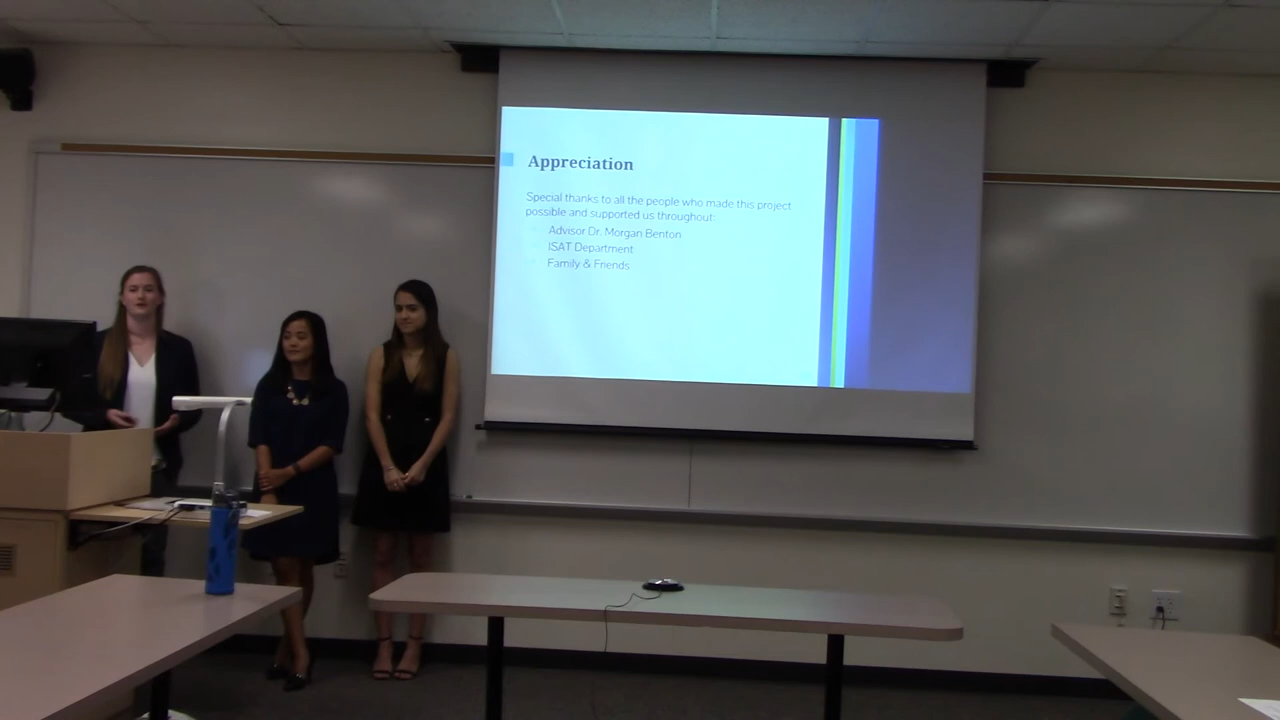 Appreciation
Special thanks to all the people who made this project
possible and supported us throughout:
Advisor Dr. Morgan Benton
ISAT Department
Family & Friends